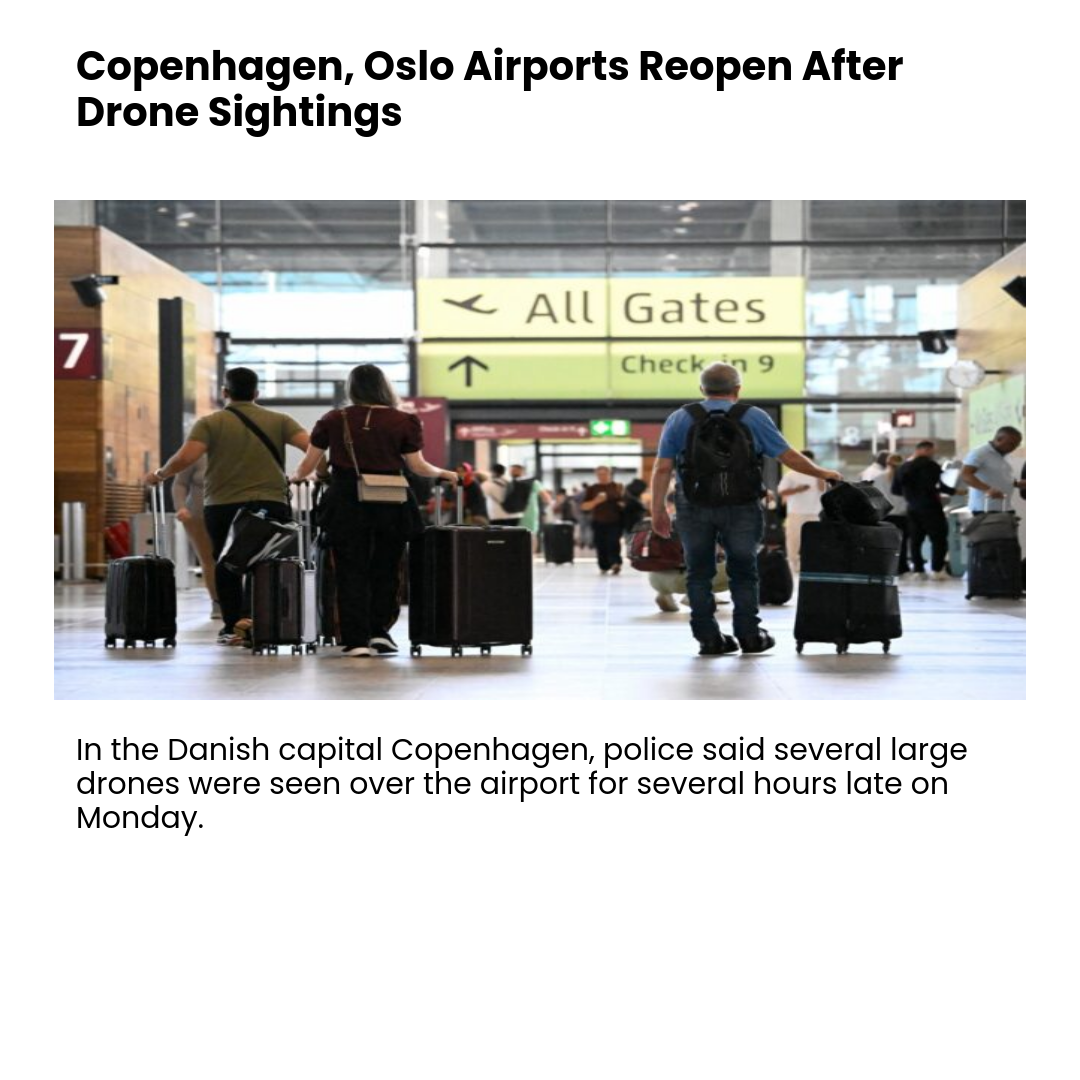 Copenhagen, Oslo Airports Reopen After
Drone Sightings
All Gates
7
Check-in 9
In the Danish capital Copenhagen, police said several large
drones were seen over the airport for several hours late on
Monday.